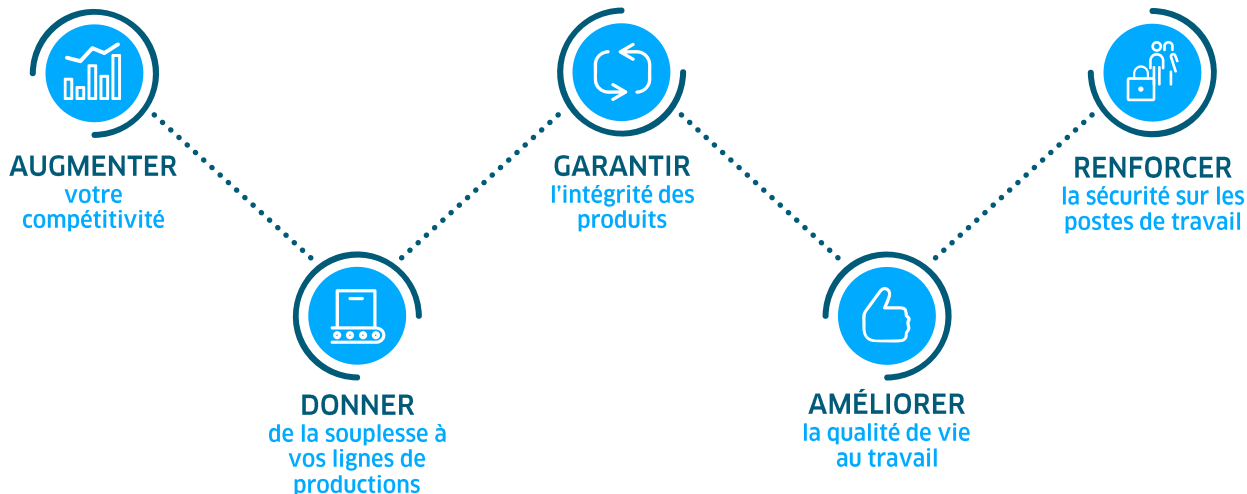 AUGMENTER
votre
compétitivité
DONNER
de la souplesse à
vos lignes de
productions
GARANTIR
l'intégrité des
produits
AMÉLIORER
la qualité de vie
au travail
RENFORCER
la sécurité sur les
postes de travail